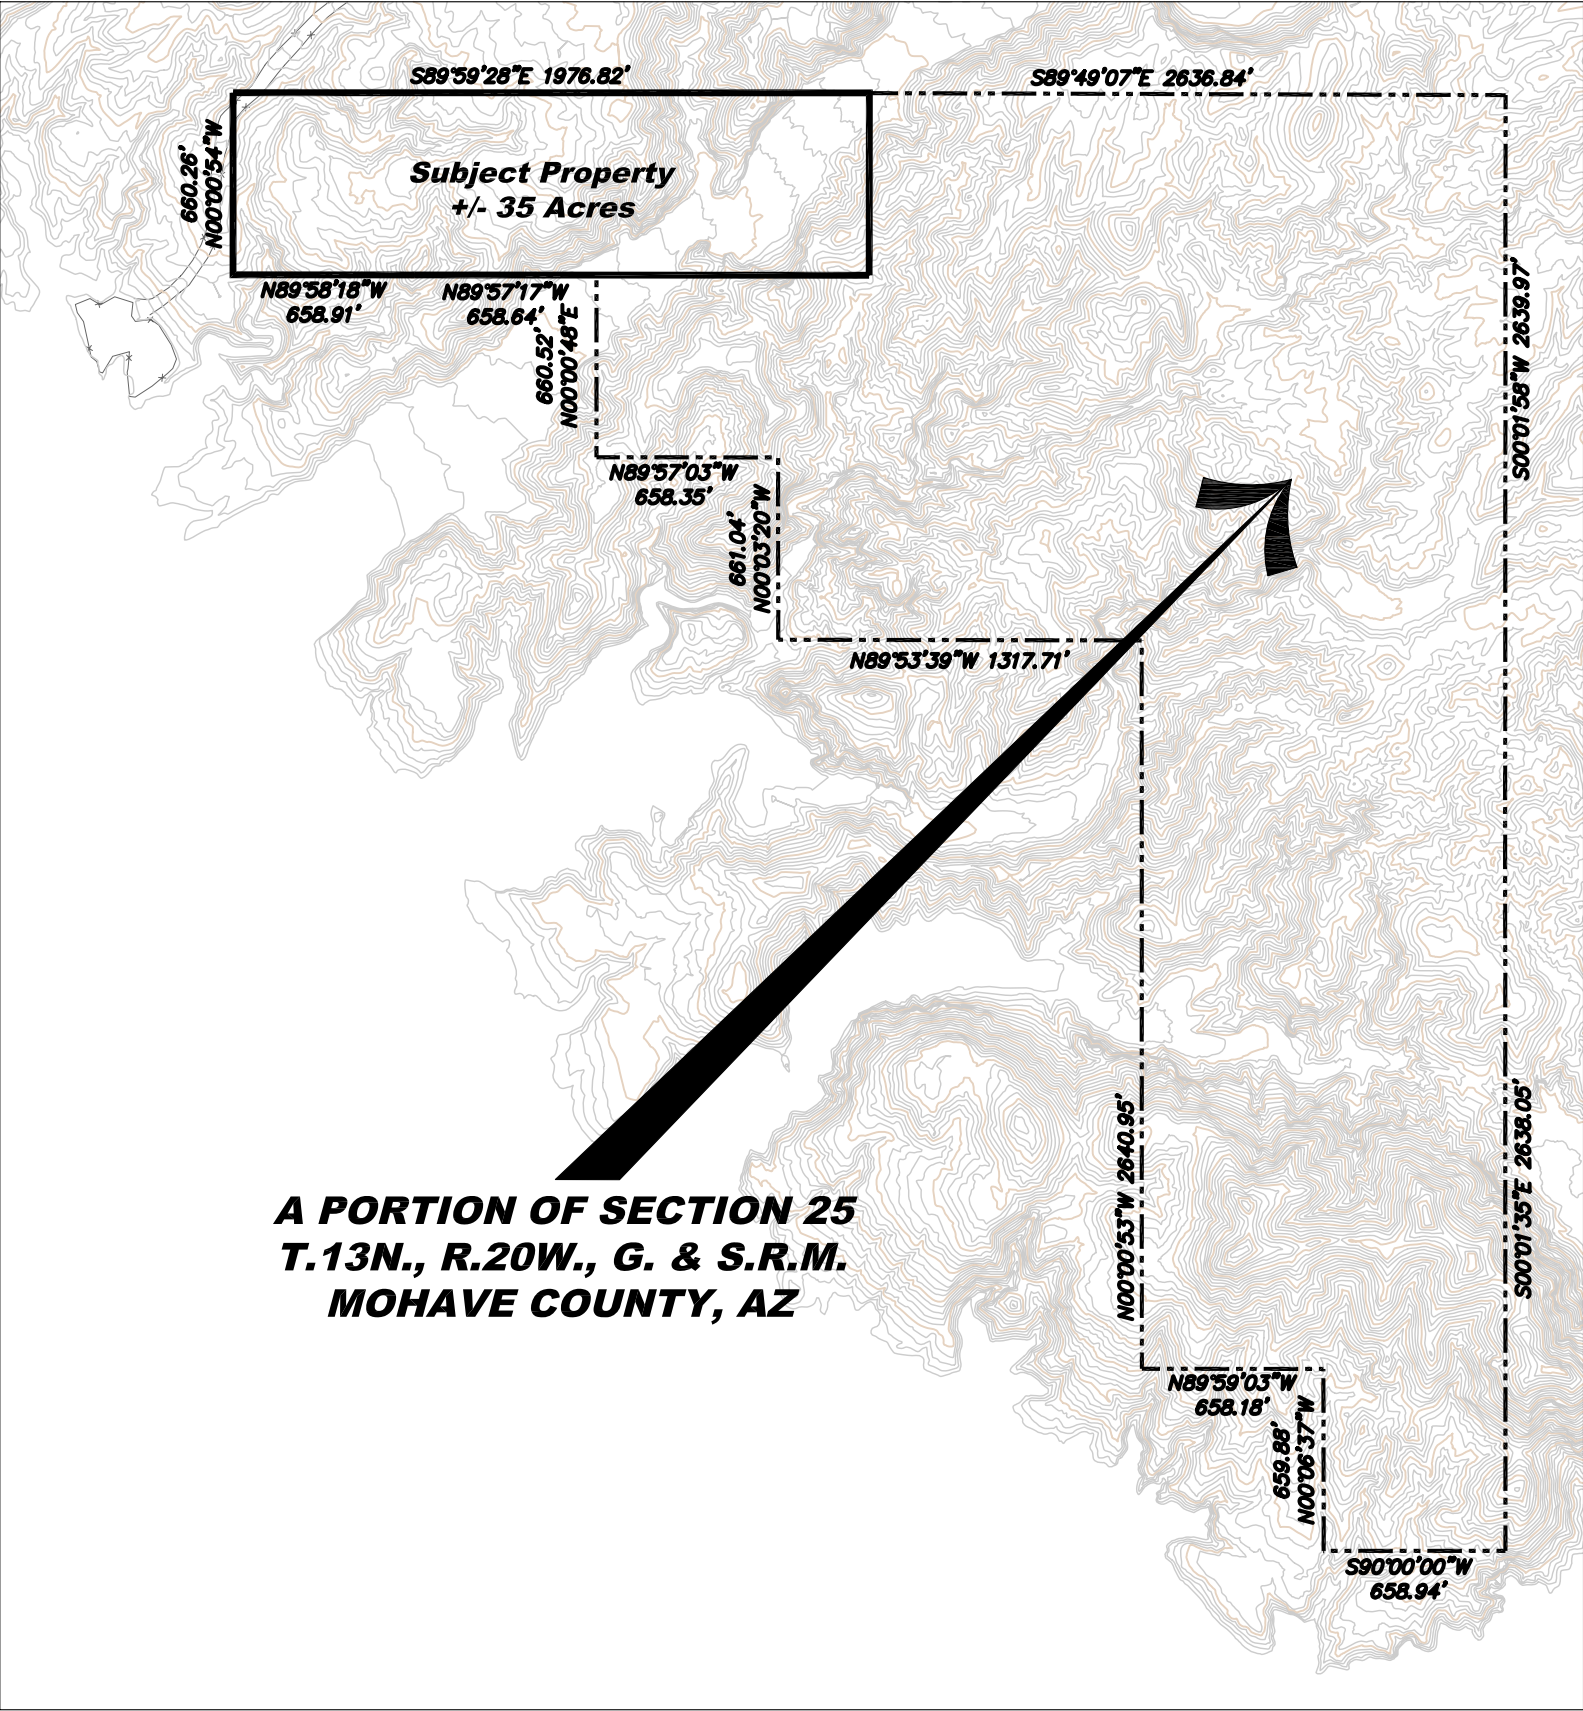 S89°59'28"E 1976.82'
S89°49'07"E 2636.84'
660.26'
N00°00'54"W
Subject Property
+/- 35 Acres
N89°58'18"W
658.91'
N89°57'17"W
658.64'
660.52'
N00°00'48"E
S00°01'58"W 2639.97'
N89°57'03"W
658.35'
661.04'
N00°03'20"W
N89°53'39"W 1317.71'
N00°00'53"W 2640.95'
S00°01'35"E 2638.05'
A PORTION OF SECTION 25
T.13N., R.20W., G. & S.R.M.
MOHAVE COUNTY, AZ
N89°59'03"W
658.18'
659.88'
N00°06'37"W
S90°00'00"W
658.94'